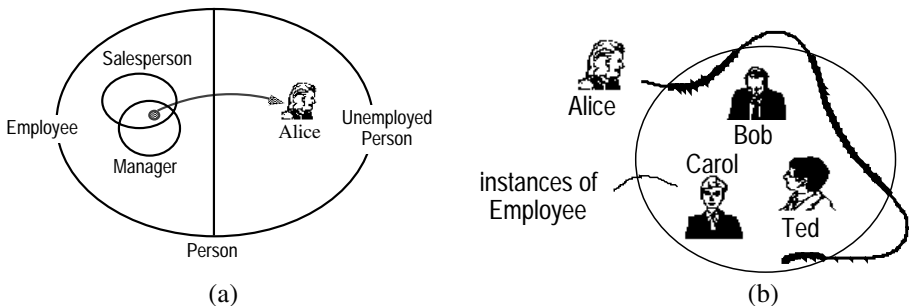 Salesperson
Employee
Manager
Alice
Unemployed
Person
Person
(a)
Alice
Bob
Carol
instances of
Employee
Ted
(b)